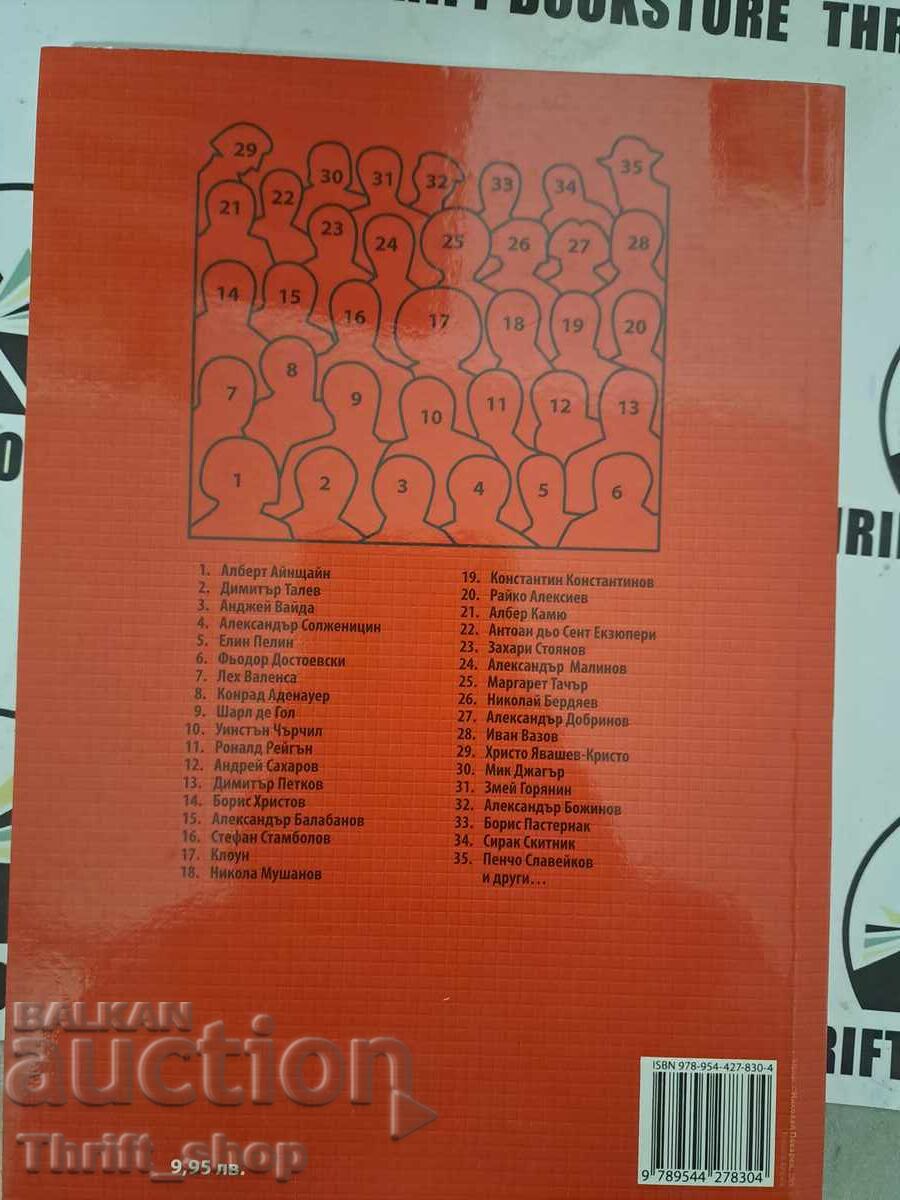 THRIFT BOOKSTORE THR
29
30
31
32
33
34
35
21
22
23
24
25
26
27
28
14
15
16
17
18
19
20
7
8
9
10
11
12
13
1
2
3
4
5
6
1. Алберт Айнщайн
2. Димитър Талев
3. Анджей Вайда
4. Александър Солженицин
5. Елин Пелин
6. Фьодор Достоевски
7. Лех Валенса
8. Конрад Аденауер
9. Шарл де Гол
10. Уинстън Чърчил
11. Роналд Рейгън
12. Андрей Сахаров
13. Димитър Петков
14. Борис Христов
15. Александър Балабанов
16. Стефан Стамболов
17. Клоун
18. Никола Мушанов
19. Константин Константинов
20. Райко Алексиев
21. Албер Камю
22. Антоан дьо Сент Екзюпери
23. Захари Стоянов
24. Александър Малинов
25. Маргарет Тачър
26. Николай Бердяев
27. Александър Добринов
28. Иван Вазов
29. Христо Явашев-Кристо
30. Мик Джагър
31. Змей Горянин
32. Александър Божинов
33. Борис Пастернак
34. Сирак Скитник
35. Пенчо Славейков
и други...
BALKAN
auction
Thrift_shop
9,95 лв.
ISBN 978-954-427-830-4
9 789544 278304